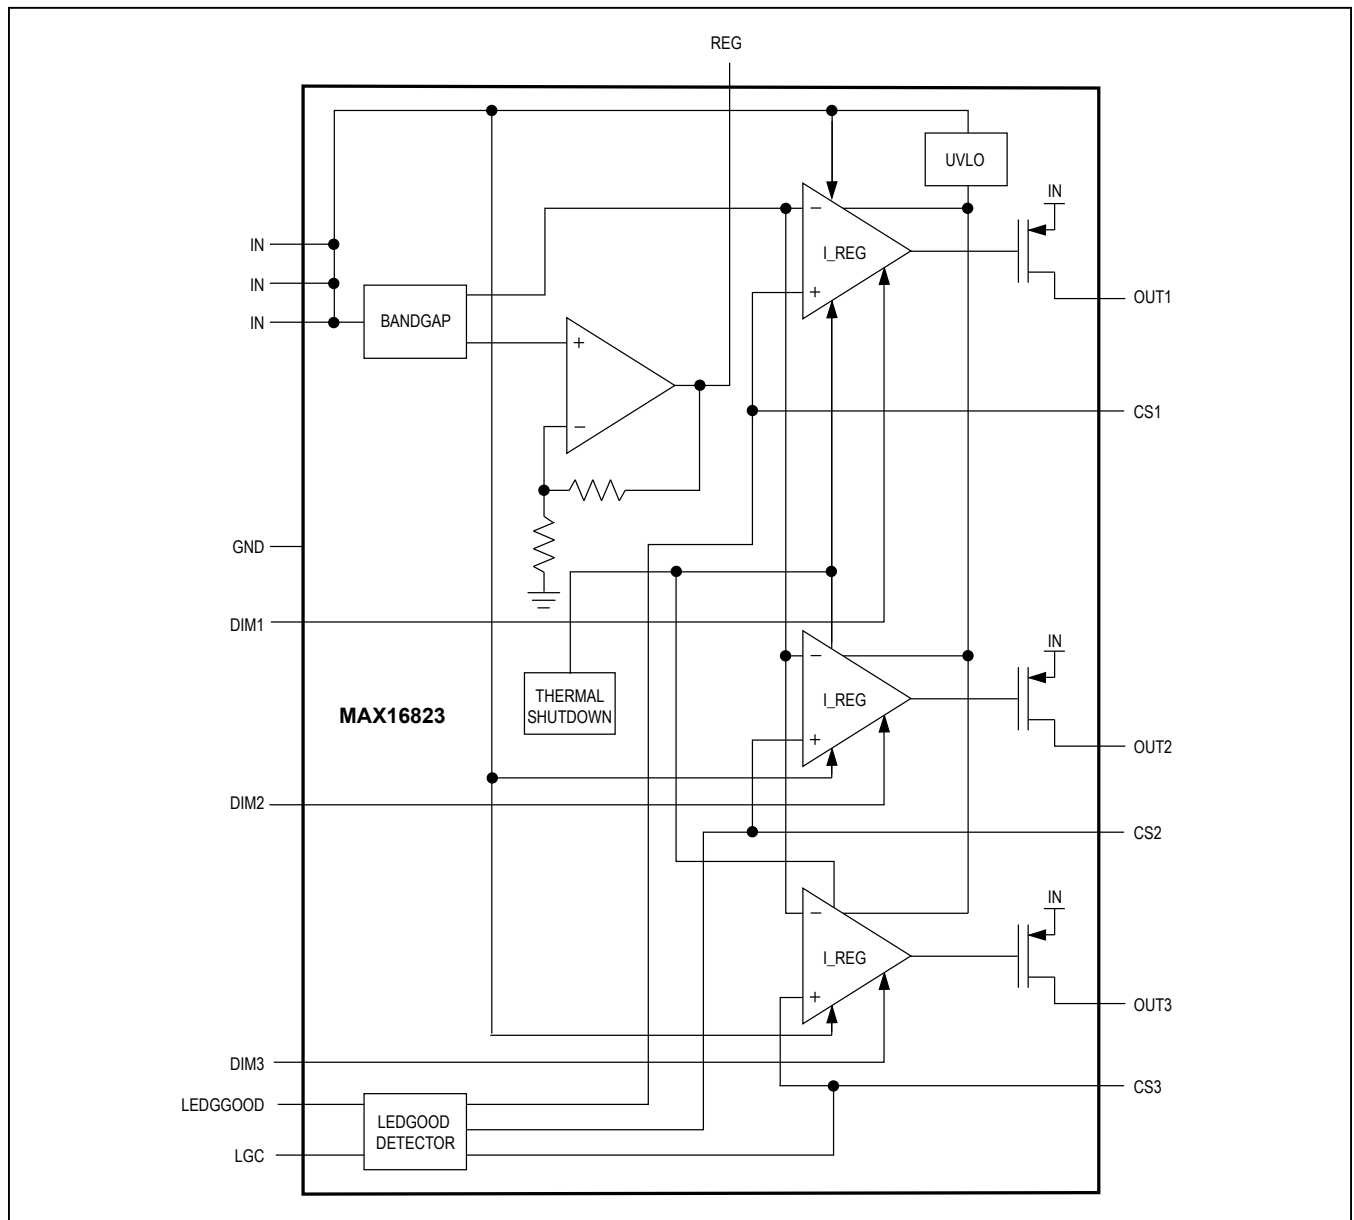 REG
UVLO
IN
−
IN
I_REG
IN
+
OUT1
IN
BANDGAP
+
CS1
−
GND
DIM1
IN
−
THERMAL
SHUTDOWN
I_REG
MAX16823
+
OUT2
DIM2
CS2
IN
−
I_REG
+
OUT3
DIM3
CS3
LEDGGOOD
LEDGOOD
DETECTOR
LGC